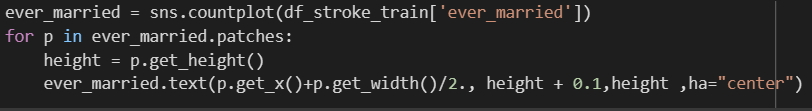 ever_married = sns.countplot(df_stroke_train['ever_married'])
for p in ever_married.patches:
    height = p.get_height()
    ever_married.text(p.get_x()+p.get_width()/2., height + 0.1,height ,ha="center")